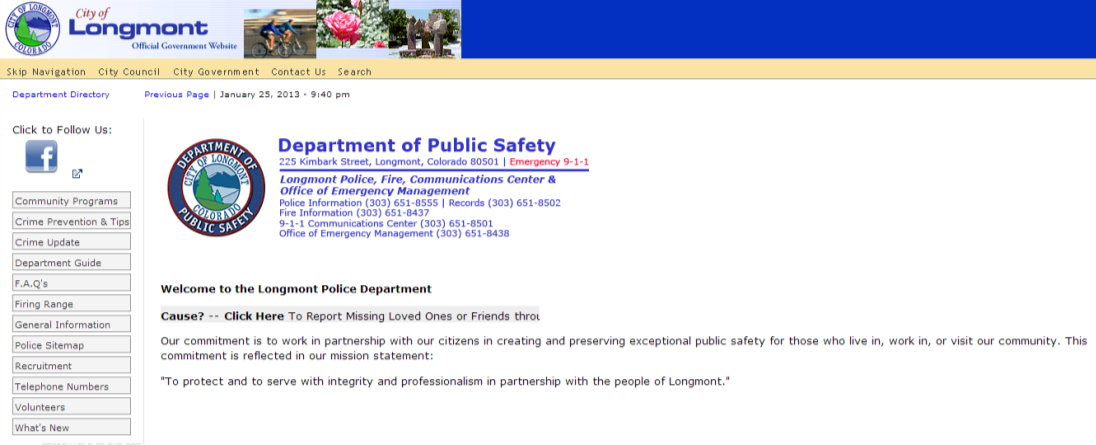 CITY OF LONGMONT
COLORADO
City of
Longmont
Official Government Website
Skip Navigation City Council City Government Contact Us Search
Department Directory Previous Page | January 25, 2013 - 9:40 pm
Click to Follow Us:
f
Community Programs
Crime Prevention & Tips
Crime Update
Department Guide
F.A.Q's
Firing Range
General Information
Police Sitemap
Recruitment
Telephone Numbers
Volunteers
What's New
DEPARTMENT OF
CITY OF LONGMONT
COLORADO
PUBLIC SAFETY
Department of Public Safety
225 Kimbark Street, Longmont, Colorado 80501 | Emergency 9-1-1
Longmont Police, Fire, Communications Center &
Office of Emergency Management
Police Information (303) 651-8555 | Records (303) 651-8502
Fire Information (303) 651-8437
9-1-1 Communications Center (303) 651-8501
Office of Emergency Management (303) 651-8438
Welcome to the Longmont Police Department
Cause? -- Click Here To Report Missing Loved Ones or Friends throu
Our commitment is to work in partnership with our citizens in creating and preserving exceptional public safety for those who live in, work in, or visit our community. This
commitment is reflected in our mission statement:
"To protect and to serve with integrity and professionalism in partnership with the people of Longmont."